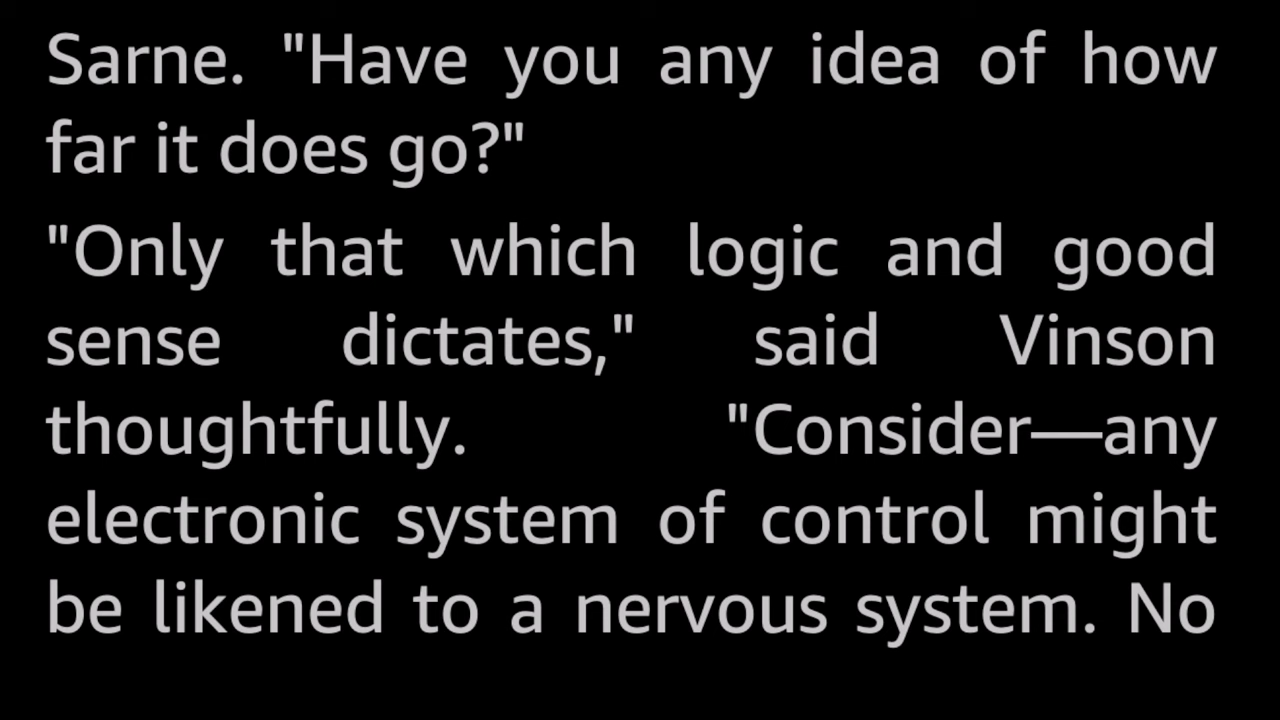 Sarne. "Have you any idea of how
far it does go?"
"Only that which logic and good
sense dictates," said Vinson
thoughtfully. "Consider—any
electronic system of control might
be likened to a nervous system. No